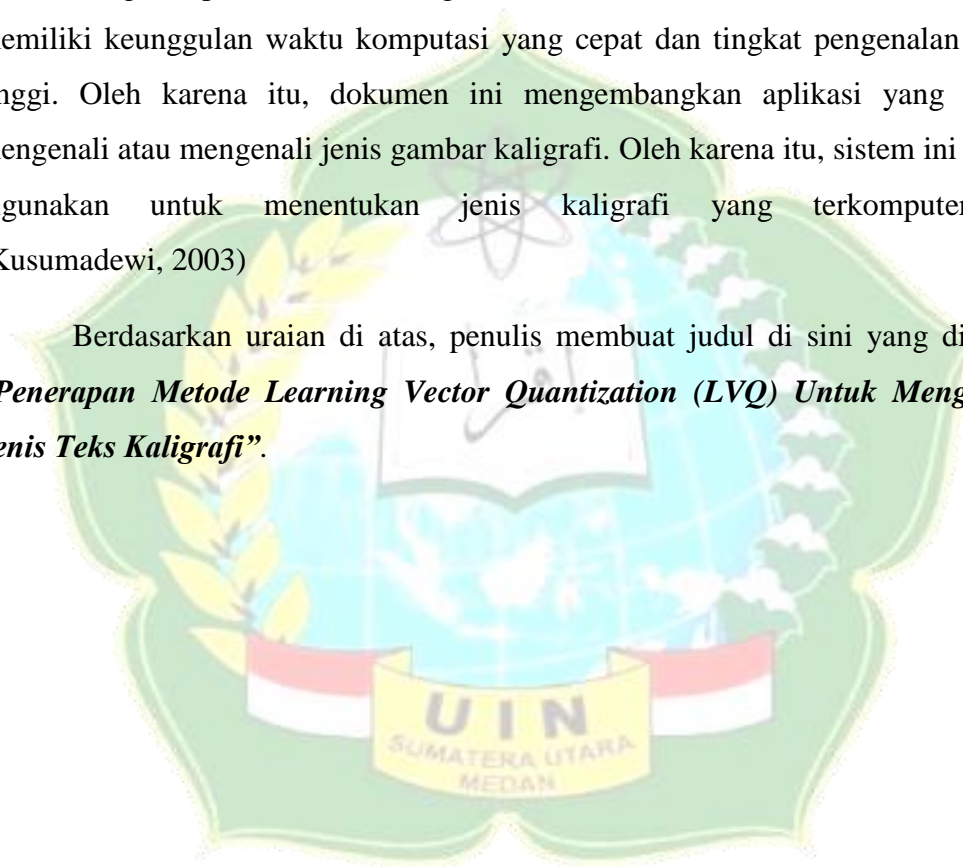 emiliki keunggulan waktu komputasi yang cepat dan tingkat pengenalan
nggi. Oleh karena itu, dokumen ini mengembangkan aplikasi yang
engenali atau mengenali jenis gambar kaligrafi. Oleh karena itu, sistem ini
gunakan untuk menentukan jenis kaligrafi yang terkomputer
Kusumadewi, 2003)
Berdasarkan uraian di atas, penulis membuat judul di sini yang di
Penerapan Metode Learning Vector Quantization (LVQ) Untuk Meng
enis Teks Kaligrafi”.
UIN
SUMATERA UTARA
MEDAN